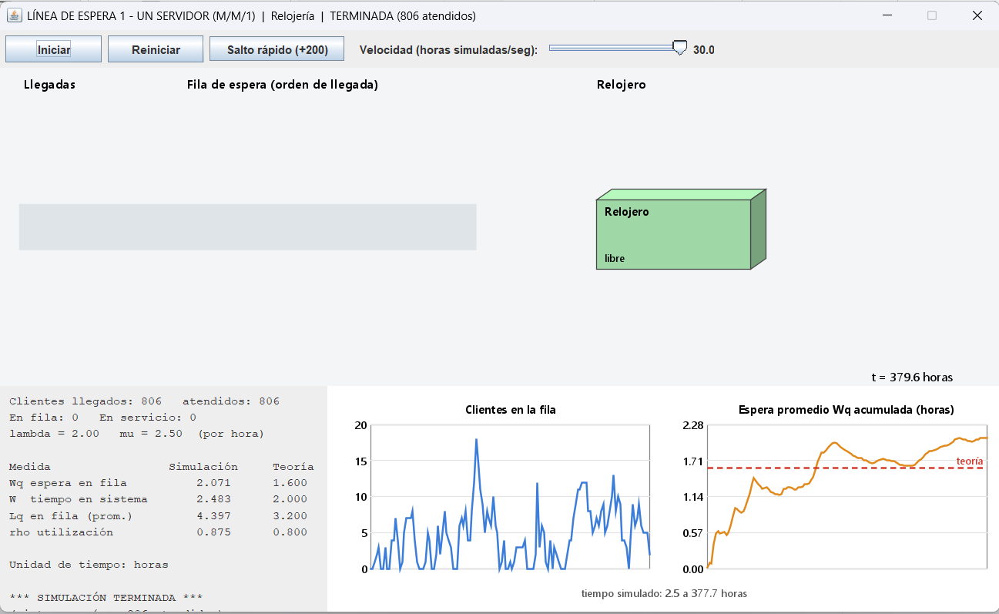 LÍNEA DE ESPERA 1 - UN SERVIDOR (M/M/1) | Relojería | TERMINADA (806 atendidos)
Iniciar Reiniciar Salto rápido (+200) Velocidad (horas simuladas/seg): 30.0
Llegadas Fila de espera (orden de llegada) Relojero
Relojero
libre
t = 379.6 horas
Clientes llegados: 806 atendidos: 806
En fila: 0 En servicio: 0
lambda = 2.00 mu = 2.50 (por hora)
Medida Simulación Teoría
Wq espera en fila 2.071 1.600
W tiempo en sistema 2.483 2.000
Lq en fila (prom.) 4.397 3.200
rho utilización 0.875 0.800
Unidad de tiempo: horas
*** SIMULACIÓN TERMINADA ***
Clientes en la fila
20
15
10
5
0
Espera promedio Wq acumulada (horas)
2.28
1.71
1.14
0.57
0.00
teoría
tiempo simulado: 2.5 a 377.7 horas